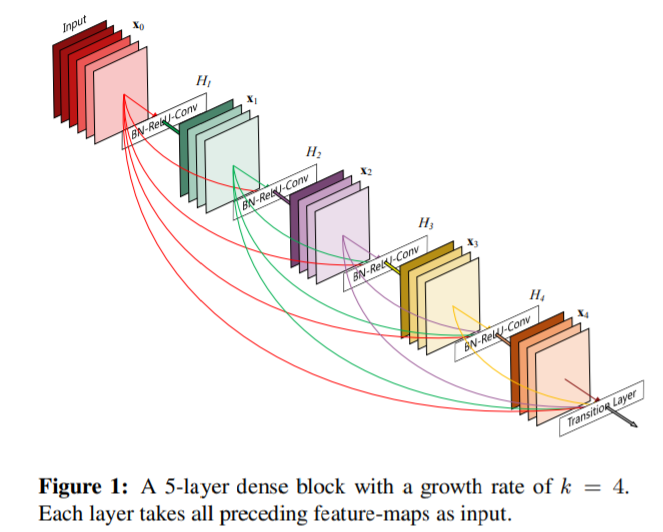 Input
x₀
H₁
BN-ReLU-Conv
x₁
H₂
BN-ReLU-Conv
x₂
H₃
BN-ReLU-Conv
x₃
H₄
BN-ReLU-Conv
x₄
Transition Layer
Figure 1: A 5-layer dense block with a growth rate of k = 4.
Each layer takes all preceding feature-maps as input.